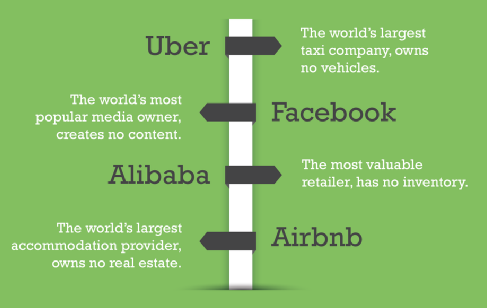 Uber
The world's largest
taxi company, owns
no vehicles.
The world's most
popular media owner,
creates no content.
Facebook
Alibaba
The most valuable
retailer, has no inventory.
The world's largest
accommodation provider,
owns no real estate.
Airbnb